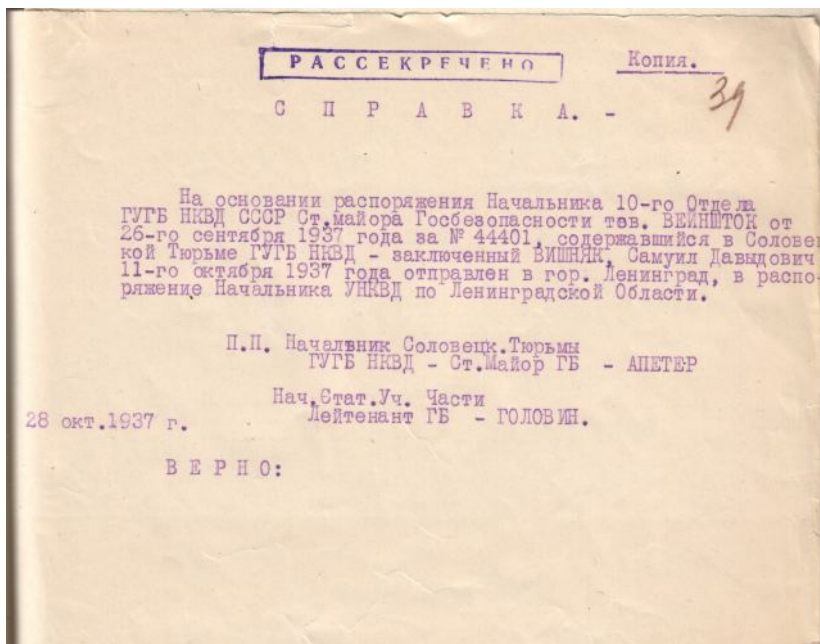 РАССЕКРЕЧЕНО
Копия.
39
С П Р А В К А. -
На основании распоряжения Начальника 10-го Отдела
ГУГБ НКВД СССР Ст.майора Госбезопасности тов. ВЕЙНШТОК от
26-го сентября 1937 года за № 44401, содержавшийся в Соловец
кой Тюрьме ГУГБ НКВД - заключенный ВИШНЯК, Самуил Давыдович
11-го октября 1937 года отправлен в гор. Ленинград, в распо-
ряжение Начальника УНКВД по Ленинградской Области.
П.П. Начальник Соловецк.Тюрьмы
ГУГБ НКВД - Ст.Майор ГБ - АПЕТЕР
Нач.Стат.Уч. Части
Лейтенант ГБ - ГОЛОВИН.
28 окт.1937 г.
В Е Р Н О: